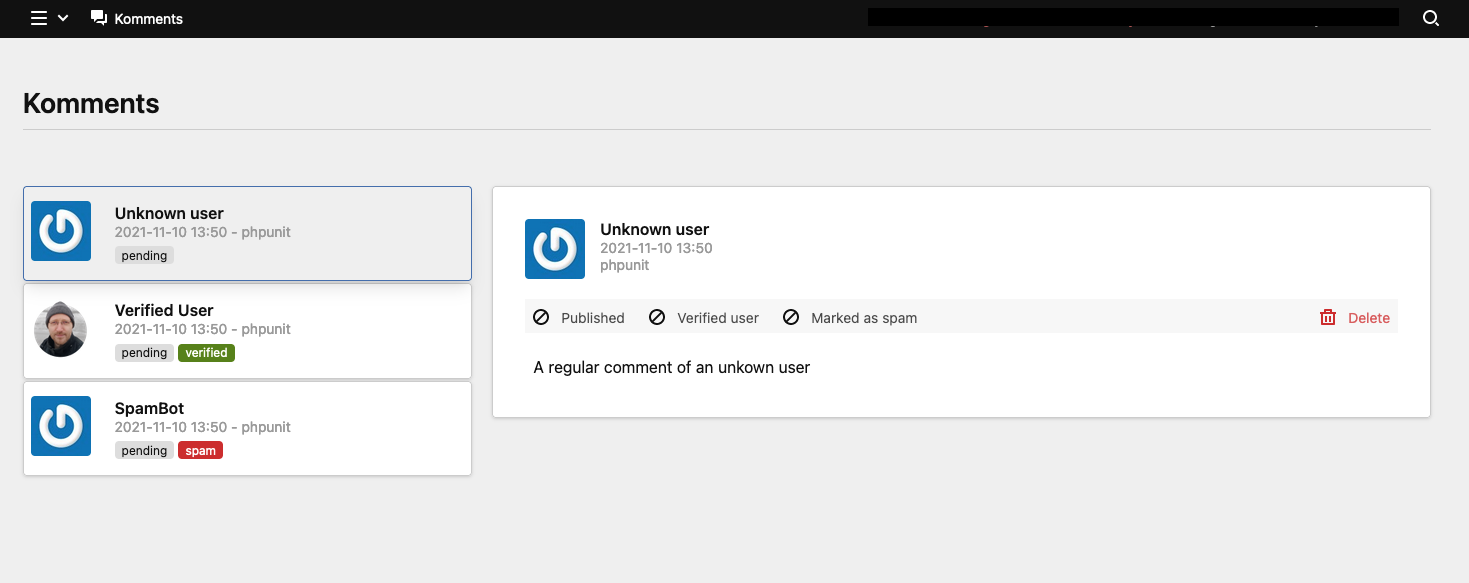 Komments
Komments
Unknown user
2021-11-10 13:50 - phpunit
pending
Verified User
2021-11-10 13:50 - phpunit
pending verified
SpamBot
2021-11-10 13:50 - phpunit
pending spam
Unknown user
2021-11-10 13:50
phpunit
Published Verified user Marked as spam Delete
A regular comment of an unkown user